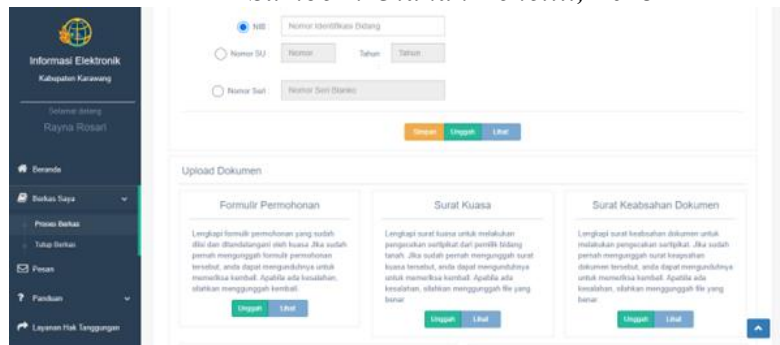 NIB
Nomor Identifikasi Bidang
Nomor SU
Nomor
Tahun
Tahun
Nomor Seri
Nomor Seri Blanko
Simpan
Unggah
Lihat
Informasi Elektronik
Kabupaten Karawang
Selamat datang
Rayna Rosari
Beranda
Berkas Saya
Proses Berkas
Tutup Berkas
Pesan
Panduan
Layanan Hak Tanggungan
Upload Dokumen
Formulir Permohonan
Lengkapi formulir permohonan yang sudah
diisi dan ditandatangani oleh kuasa Jika sudah
pernah mengunggah formulir permohonan
tersebut, anda dapat mengunduhnya untuk
memeriksa kembali. Apabila ada kesalahan,
silahkan menggunggah kembali.
Unggah
Lihat
Surat Kuasa
Lengkapi surat kuasa untuk melakukan
pengecekan sertipikat dari pemilik bidang
tanah. Jika sudah pernah mengunggah surat
kuasa tersebut, anda dapat mengunduhnya
untuk memeriksa kembali. Apabila ada
kesalahan, silahkan menggunggah file yang
benar
Unggah
Lihat
Surat Keabsahan Dokumen
Lengkapi surat keabsahan dokumen untuk
melakukan pengecekan sertipikat. Jika sudah
pernah mengunggah surat keapsahan
dokumen tersebut, anda dapat mengunduhnya
untuk memeriksa kembali. Apabila ada
kesalahan, silahkan menggunggah file yang
benar
Unggah
Lihat